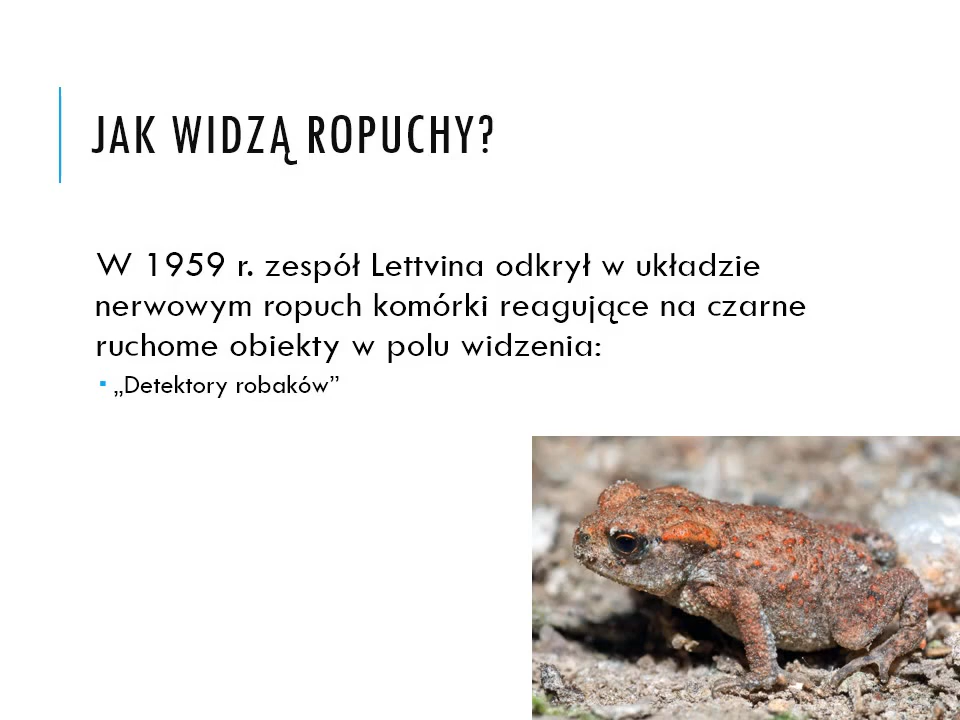 JAK WIDZĄ ROPUCHY?
W 1959 r. zespół Lettvina odkrył w układzie
nerwowym ropuch komórki reagujące na czarne
ruchome obiekty w polu widzenia:
▪ „Detektory robaków”